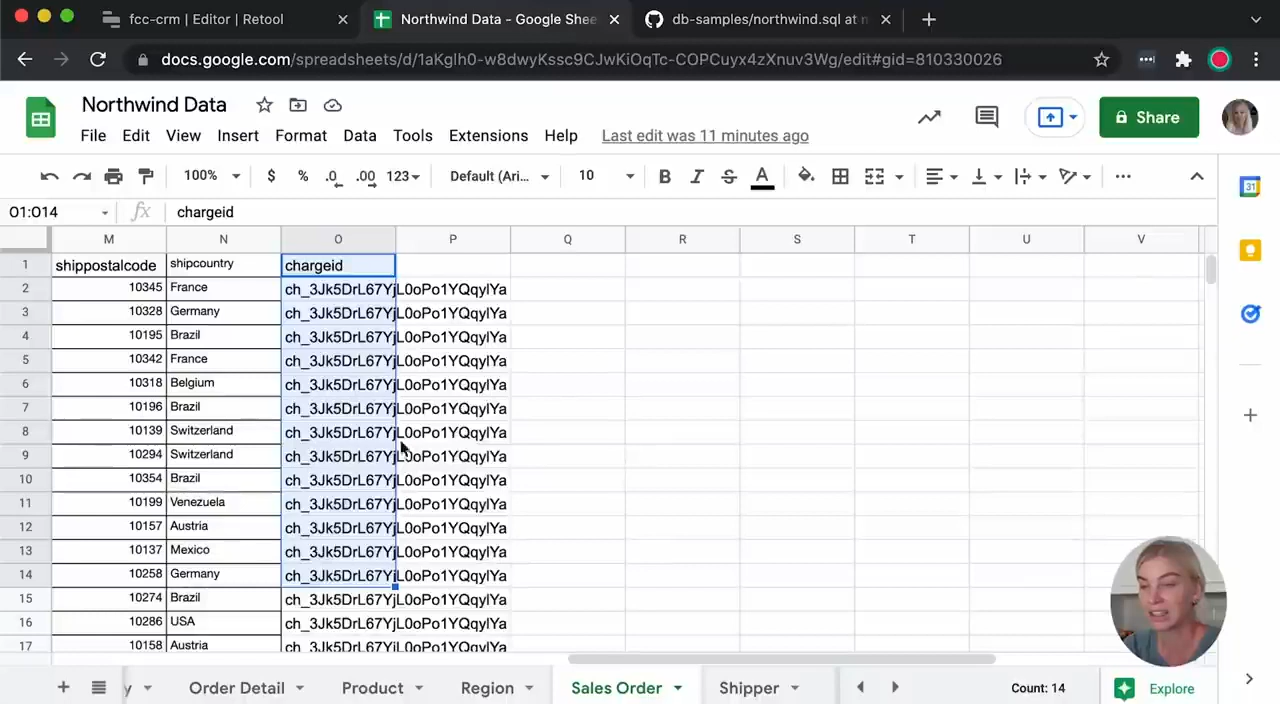 fcc-crm | Editor | Retool
Northwind Data - Google Shee
db-samples/northwind.sql at n
docs.google.com/spreadsheets/d/1aKglh0-w8dwyKssc9CJwKiOqTc-COPCuyx4zXnuv3Wg/edit#gid=810330026
Northwind Data
File Edit View Insert Format Data Tools Extensions Help Last edit was 11 minutes ago
Share
100% $ % .0 .00 123 Default (Ari... 10 B I S A
31
O1:O14 fx chargeid
M N O P Q R S T U V
1 shippostalcode shipcountry chargeid
2 10345 France ch_3Jk5DrL67YjL0oPo1YQqylYa
3 10328 Germany ch_3Jk5DrL67YjL0oPo1YQqylYa
4 10195 Brazil ch_3Jk5DrL67YjL0oPo1YQqylYa
5 10342 France ch_3Jk5DrL67YjL0oPo1YQqylYa
6 10318 Belgium ch_3Jk5DrL67YjL0oPo1YQqylYa
7 10196 Brazil ch_3Jk5DrL67YjL0oPo1YQqylYa
8 10139 Switzerland ch_3Jk5DrL67YjL0oPo1YQqylYa
9 10294 Switzerland ch_3Jk5DrL67YjL0oPo1YQqylYa
10 10354 Brazil ch_3Jk5DrL67YjL0oPo1YQqylYa
11 10199 Venezuela ch_3Jk5DrL67YjL0oPo1YQqylYa
12 10157 Austria ch_3Jk5DrL67YjL0oPo1YQqylYa
13 10137 Mexico ch_3Jk5DrL67YjL0oPo1YQqylYa
14 10258 Germany ch_3Jk5DrL67YjL0oPo1YQqylYa
15 10274 Brazil ch_3Jk5DrL67YjL0oPo1YQqylYa
16 10286 USA ch_3Jk5DrL67YjL0oPo1YQqylYa
17 10158 Austria ch_3Jk5DrL67YjL0oPo1YQqylYa
y Order Detail Product Region Sales Order Shipper Count: 14 Explore